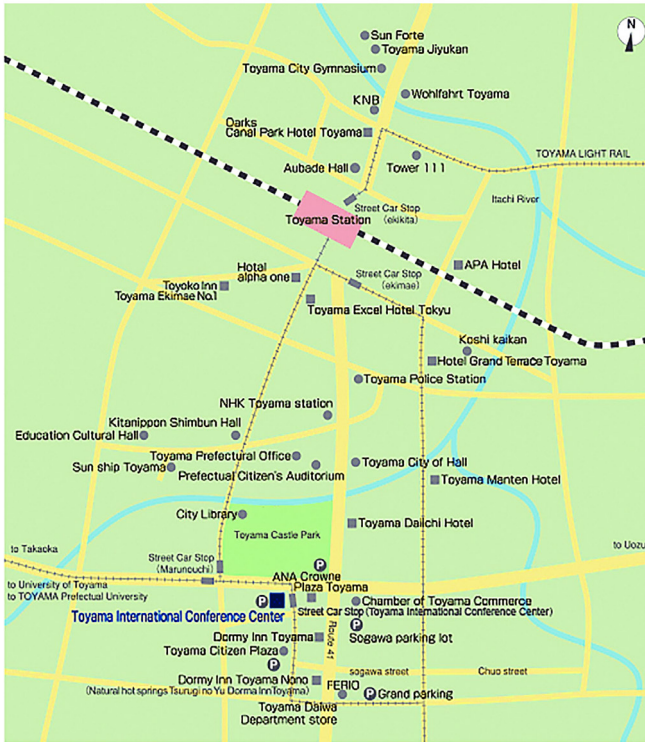 N
Sun Forte
Toyama Jiyukan
Toyama City Gymnasium
Wohlfahrt Toyama
KNB
Oarks
Canal Park Hotel Toyama
TOYAMA LIGHT RAIL
Aubade Hall
Tower 111
Itachi River
Street Car Stop
(ekikita)
Toyama Station
APA Hotel
Hotal
alpha one
Street Car Stop
(ekimae)
Toyoko Inn
Toyama Ekimae No.1
Toyama Excel Hotel Tokyu
Koshi kaikan
Hotel Grand Terrace Toyama
Toyama Police Station
NHK Toyama station
Kitanippon Shimbun Hall
Education Cultural Hall
Toyama Prefectural Office
Toyama City of Hall
Sun ship Toyama
Prefectual Citizen's Auditorium
Toyama Manten Hotel
City Library
Toyama Daiichi Hotel
Toyama Castle Park
to Takaoka
to Uozu
Street Car Stop
(Marunouchi)
P
ANA Crowne
Plaza Toyama
to University of Toyama
to TOYAMA Prefectual University
P
Chamber of Toyama Commerce
Street Car Stop (Toyama International Conference Center)
Toyama International Conference Center
P
Route 41
Dormy Inn Toyama
Sogawa parking lot
Toyama Citizen Plaza
P
sogawa street
Chuo street
Dormy Inn Toyama Nono
(Natural hot springs Tsurugi no Yu Dorma Inn Toyama)
FERIO
P
Grand parking
Toyama Daiwa
Department store